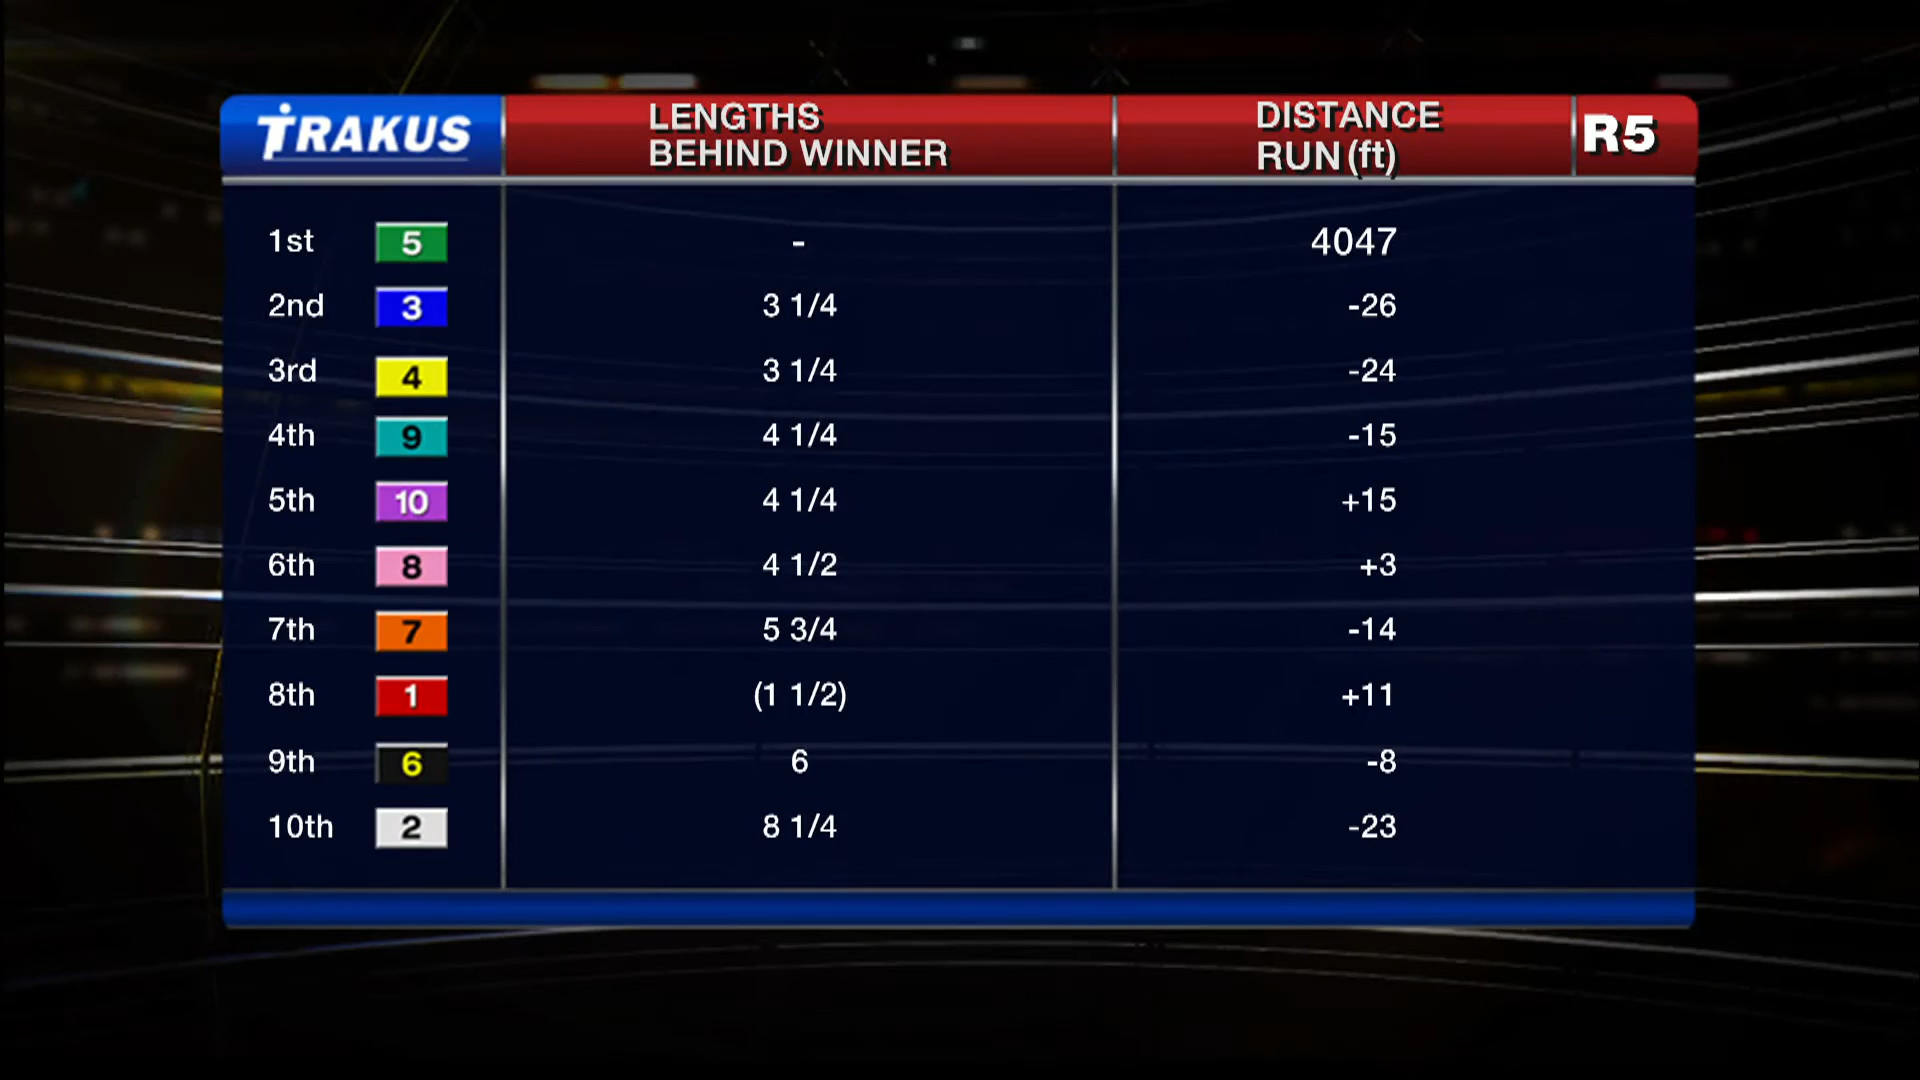 TRAKUS
LENGTHS
BEHIND WINNER
DISTANCE
RUN (ft)
R5
1st 5 - 4047
2nd 3 3 1/4 -26
3rd 4 3 1/4 -24
4th 9 4 1/4 -15
5th 10 4 1/4 +15
6th 8 4 1/2 +3
7th 7 5 3/4 -14
8th 1 (1 1/2) +11
9th 6 6 -8
10th 2 8 1/4 -23